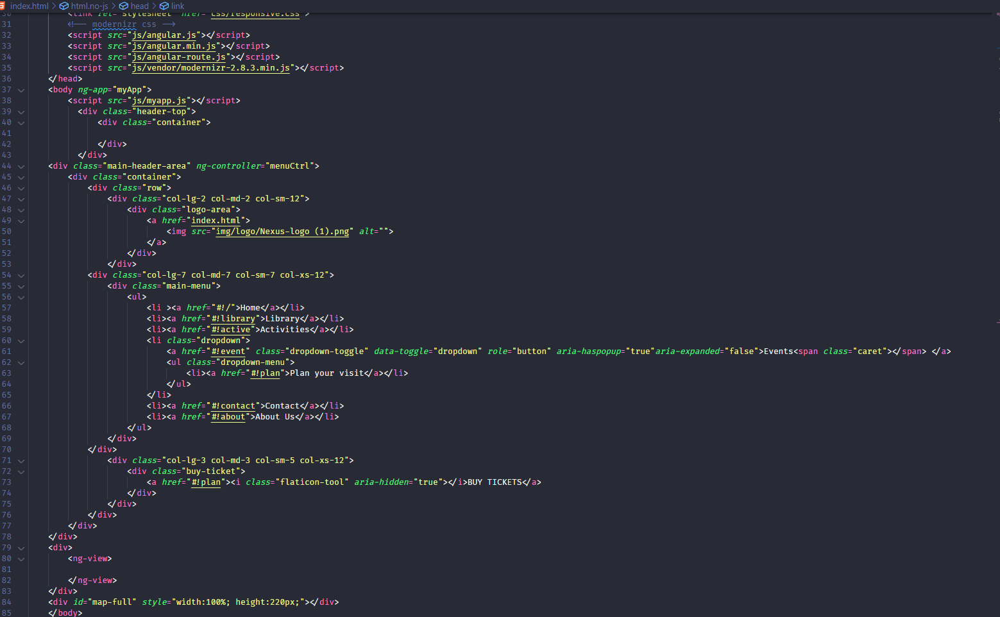 index.html > html.no-js > head > link
30 <link rel="stylesheet" href="css/responsive.css">
31 <!-- modernizr css -->
32 <script src="js/angular.js"></script>
33 <script src="js/angular.min.js"></script>
34 <script src="js/angular-route.js"></script>
35 <script src="js/vendor/modernizr-2.8.3.min.js"></script>
36 </head>
37 <body ng-app="myApp">
38 <script src="js/myapp.js"></script>
39 <div class="header-top">
40 <div class="container">
41
42 </div>
43 </div>
44 <div class="main-header-area" ng-controller="menuCtrl">
45 <div class="container">
46 <div class="row">
47 <div class="col-lg-2 col-md-2 col-sm-12">
48 <div class="logo-area">
49 <a href="index.html">
50 <img src="img/logo/Nexus-logo (1).png" alt="">
51 </a>
52 </div>
53 </div>
54 <div class="col-lg-7 col-md-7 col-sm-7 col-xs-12">
55 <div class="main-menu">
56 <ul>
57 <li ><a href="#!/">Home</a></li>
58 <li><a href="#!library">Library</a></li>
59 <li><a href="#!active">Activities</a></li>
60 <li class="dropdown">
61 <a href="#!event" class="dropdown-toggle" data-toggle="dropdown" role="button" aria-haspopup="true"aria-expanded="false">Events<span class="caret"></span> </a>
62 <ul class="dropdown-menu">
63 <li><a href="#!plan">Plan your visit</a></li>
64 </ul>
65 </li>
66 <li><a href="#!contact">Contact</a></li>
67 <li><a href="#!about">About Us</a></li>
68 </ul>
69 </div>
70 </div>
71 <div class="col-lg-3 col-md-3 col-sm-5 col-xs-12">
72 <div class="buy-ticket">
73 <a href="#!plan"><i class="flaticon-tool" aria-hidden="true"></i>BUY TICKETS</a>
74 </div>
75 </div>
76 </div>
77 </div>
78 </div>
79 <div>
80 <ng-view>
81
82 </ng-view>
83 </div>
84 <div id="map-full" style="width:100%; height:220px;"></div>
85 </body>